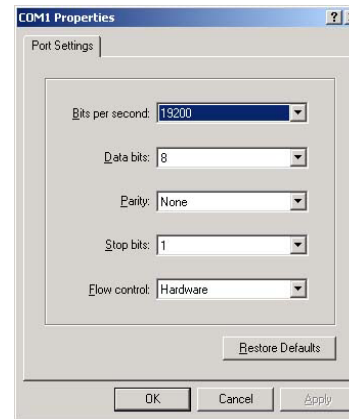 COM1 Properties
?
Port Settings
Bits per second: 19200
Data bits: 8
Parity: None
Stop bits: 1
Flow control: Hardware
Restore Defaults
OK Cancel Apply